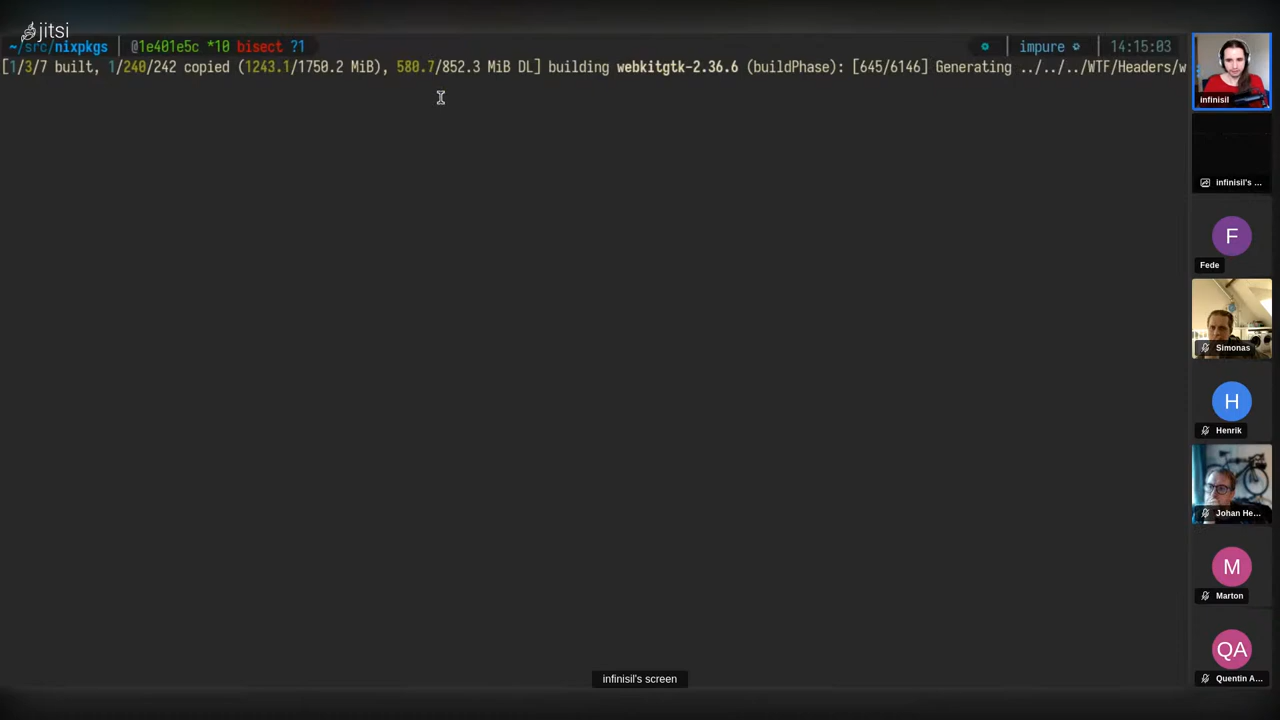 jitsi
~/src/nixpkgs │ @1e401e5c *10 bisect ?1
│ impure │ 14:15:03
[1/3/7 built, 1/240/242 copied (1243.1/1750.2 MiB), 580.7/852.3 MiB DL] building webkitgtk-2.36.6 (buildPhase): [645/6146] Generating ../../../WTF/Headers/w
infinisil
infinisil's ...
F
Fede
Simonas
H
Henrik
Johan He...
M
Marton
QA
Quentin A...
infinisil's screen